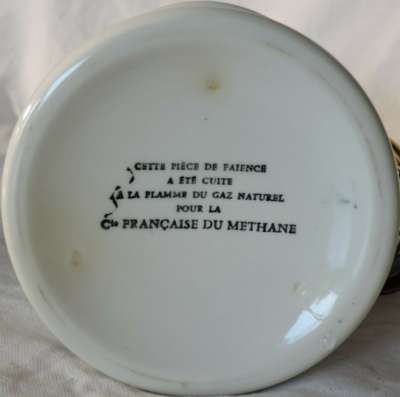 CETTE PIÈCE DE FAIENCE
A ÉTÉ CUITE
À LA FLAMME DU GAZ NATUREL
POUR LA
Cie FRANÇAISE DU METHANE